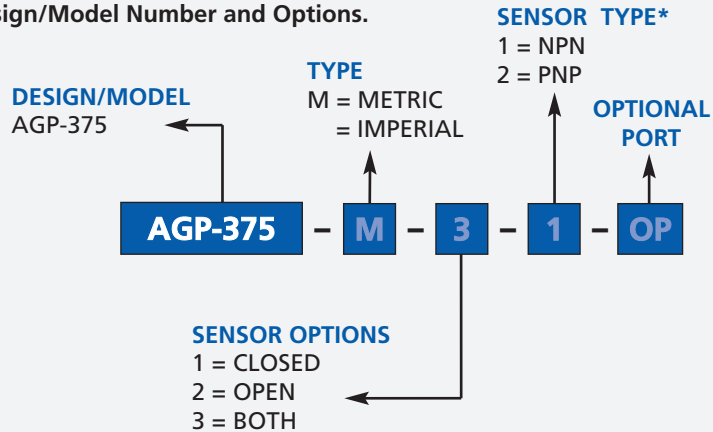 sign/Model Number and Options.
SENSOR TYPE*
1 = NPN
2 = PNP
TYPE
M = METRIC
= IMPERIAL
DESIGN/MODEL
AGP-375
OPTIONAL
PORT
AGP-375 – M – 3 – 1 – OP
SENSOR OPTIONS
1 = CLOSED
2 = OPEN
3 = BOTH